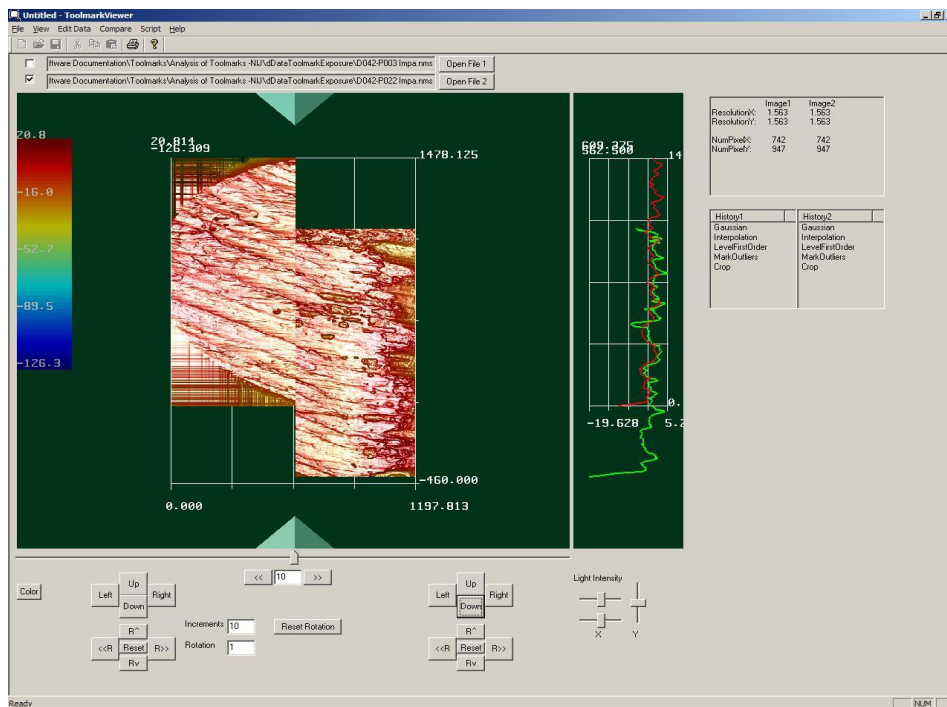 Untitled - ToolmarkViewer
File View Edit Data Compare Script Help
ftware Documentation\Toolmarks\Analysis of Toolmarks -NIJ\dDataToolmarkExposure\D042-P003 Impa.nms Open File 1
ftware Documentation\Toolmarks\Analysis of Toolmarks -NIJ\dDataToolmarkExposure\D042-P022 Impa.nms Open File 2
Image1 Image2
ResolutionX: 1.563 1.563
ResolutionY: 1.563 1.563
NumPixelX: 742 742
NumPixelY: 947 947
History1 History2
Gaussian Gaussian
Interpolation Interpolation
LevelFirstOrder LevelFirstOrder
MarkOutliers MarkOutliers
Crop Crop
20.8
-16.0
-52.7
-89.5
-126.3
20.814
-126.309
1478.125
-460.000
0.000 1197.813
14
0.
-19.628 5.2
Color
Left Up Right
Down
R^
<<R Reset R>>
Rv
<< 10 >>
Increments 10
Rotation 1
Reset Rotation
Left Up Right
Down
R^
<<R Reset R>>
Rv
Light Intensity
X Y
Ready NUM